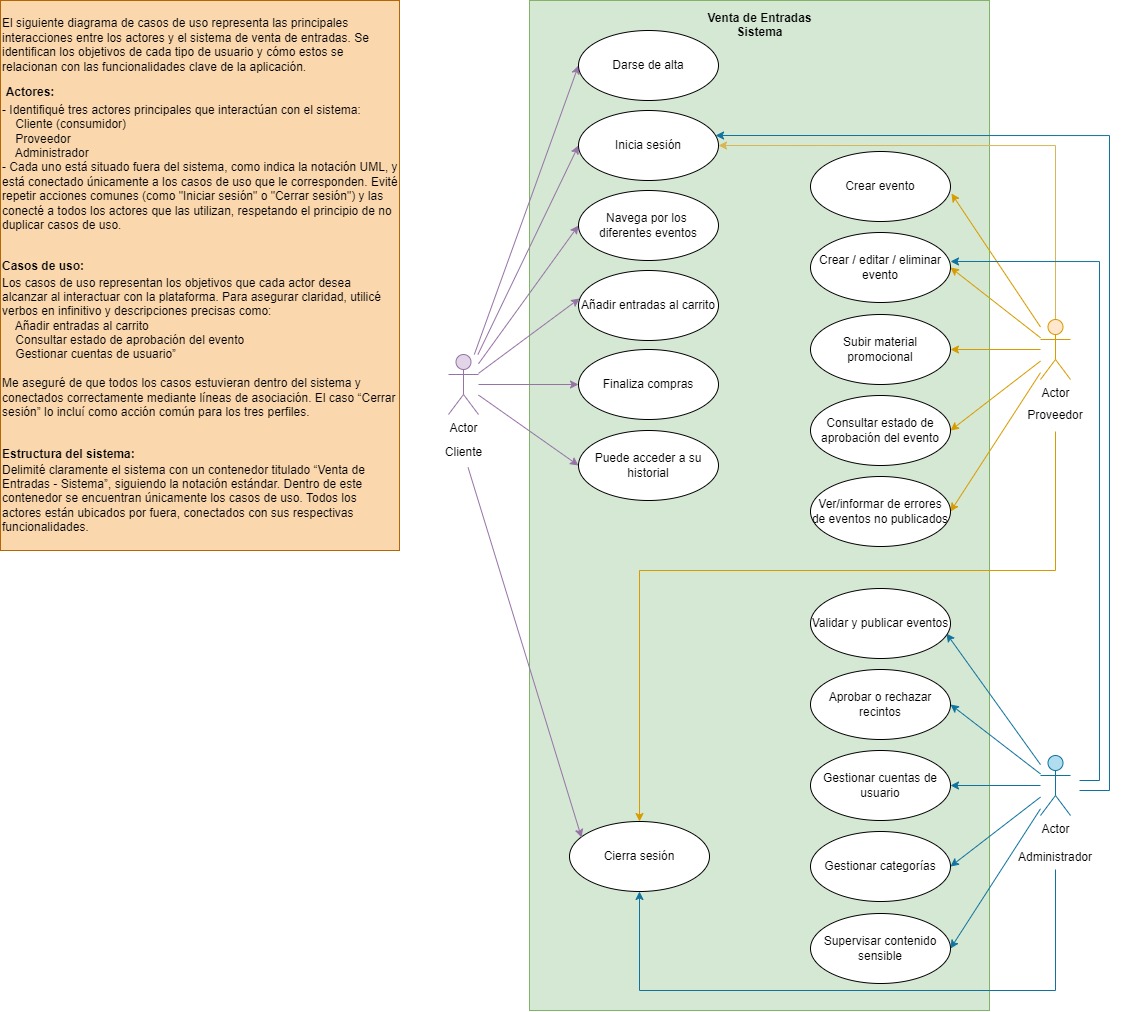 El siguiente diagrama de casos de uso representa las principales
interacciones entre los actores y el sistema de venta de entradas. Se
identifican los objetivos de cada tipo de usuario y cómo estos se
relacionan con las funcionalidades clave de la aplicación.
Actores:
- Identifiqué tres actores principales que interactúan con el sistema:
Cliente (consumidor)
Proveedor
Administrador
- Cada uno está situado fuera del sistema, como indica la notación UML, y
está conectado únicamente a los casos de uso que le corresponden. Evité
repetir acciones comunes (como "Iniciar sesión" o "Cerrar sesión") y las
conecté a todos los actores que las utilizan, respetando el principio de no
duplicar casos de uso.
Casos de uso:
Los casos de uso representan los objetivos que cada actor desea
alcanzar al interactuar con la plataforma. Para asegurar claridad, utilicé
verbos en infinitivo y descripciones precisas como:
Añadir entradas al carrito
Consultar estado de aprobación del evento
Gestionar cuentas de usuario”
Me aseguré de que todos los casos estuvieran dentro del sistema y
conectados correctamente mediante líneas de asociación. El caso “Cerrar
sesión” lo incluí como acción común para los tres perfiles.
Estructura del sistema:
Delimité claramente el sistema con un contenedor titulado “Venta de
Entradas - Sistema”, siguiendo la notación estándar. Dentro de este
contenedor se encuentran únicamente los casos de uso. Todos los
actores están ubicados por fuera, conectados con sus respectivas
funcionalidades.
Venta de Entradas
Sistema
Darse de alta
Inicia sesión
Navega por los
diferentes eventos
Añadir entradas al carrito
Finaliza compras
Puede acceder a su
historial
Cierra sesión
Actor
Cliente
Crear evento
Crear / editar / eliminar
evento
Subir material
promocional
Consultar estado de
aprobación del evento
Ver/informar de errores
de eventos no publicados
Actor
Proveedor
Validar y publicar eventos
Aprobar o rechazar
recintos
Gestionar cuentas de
usuario
Gestionar categorías
Supervisar contenido
sensible
Actor
Administrador